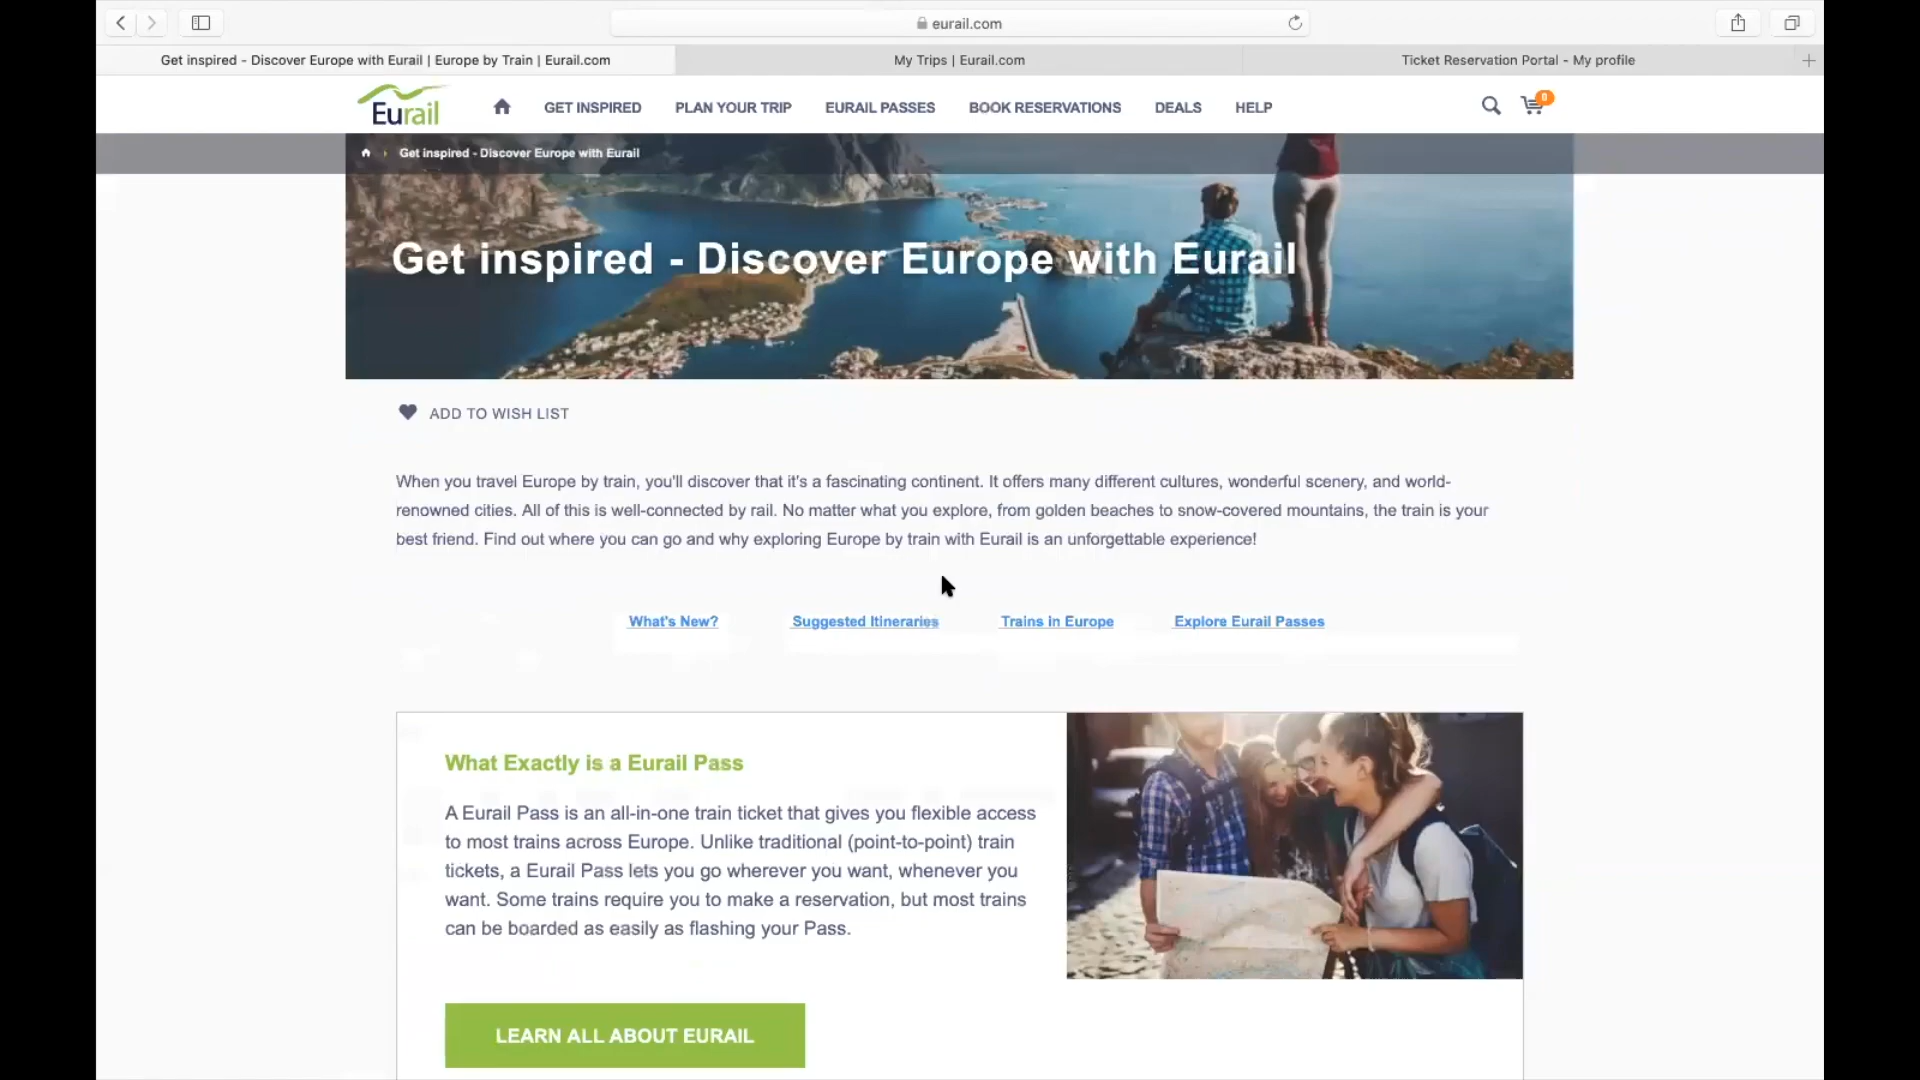 eurail.com
Get inspired - Discover Europe with Eurail | Europe by Train | Eurail.com
My Trips | Eurail.com
Ticket Reservation Portal - My profile
Eurail
GET INSPIRED
PLAN YOUR TRIP
EURAIL PASSES
BOOK RESERVATIONS
DEALS
HELP
0
Get inspired - Discover Europe with Eurail
Get inspired - Discover Europe with Eurail
ADD TO WISH LIST
When you travel Europe by train, you'll discover that it's a fascinating continent. It offers many different cultures, wonderful scenery, and world-
renowned cities. All of this is well-connected by rail. No matter what you explore, from golden beaches to snow-covered mountains, the train is your
best friend. Find out where you can go and why exploring Europe by train with Eurail is an unforgettable experience!
What's New?
Suggested Itineraries
Trains in Europe
Explore Eurail Passes
What Exactly is a Eurail Pass
A Eurail Pass is an all-in-one train ticket that gives you flexible access
to most trains across Europe. Unlike traditional (point-to-point) train
tickets, a Eurail Pass lets you go wherever you want, whenever you
want. Some trains require you to make a reservation, but most trains
can be boarded as easily as flashing your Pass.
LEARN ALL ABOUT EURAIL